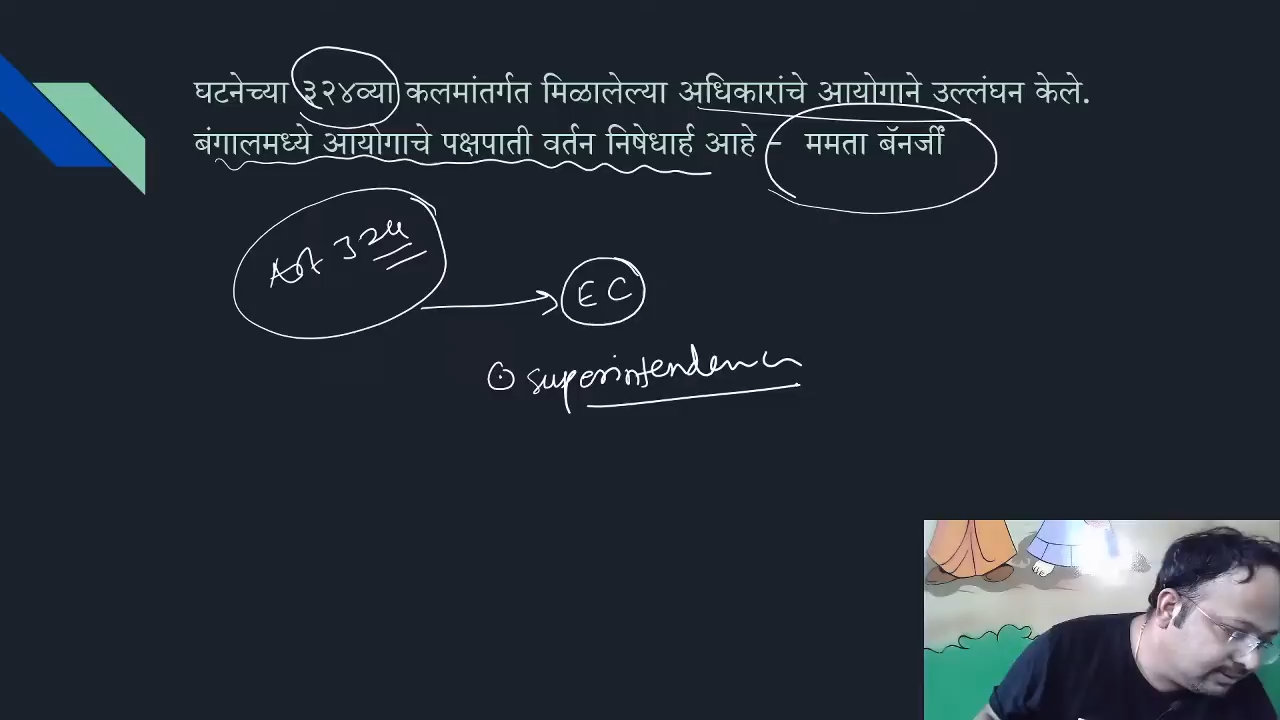 घटनेच्या ३२४व्या कलमांतर्गत मिळालेल्या अधिकारांचे आयोगाने उल्लंघन केले.
बंगालमध्ये आयोगाचे पक्षपाती वर्तन निषेधार्ह आहे - ममता बॅनर्जी
Art 324
EC
superintendence